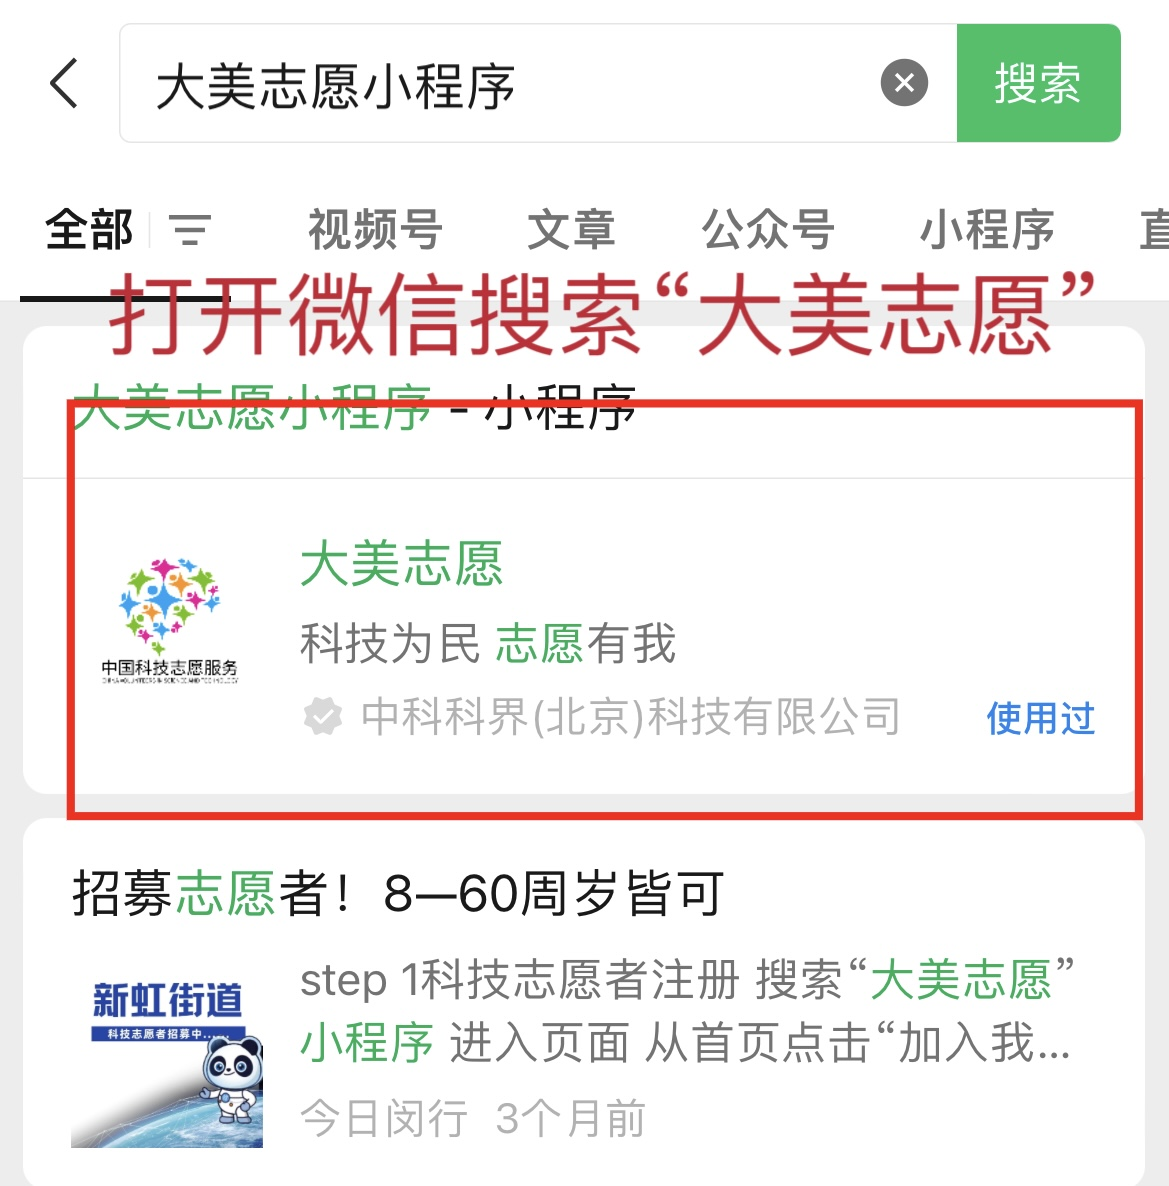 大美志愿小程序
搜索
全部 视频号 文章 公众号 小程序 直
打开微信搜索“大美志愿”
大美志愿小程序 - 小程序
大美志愿
科技为民 志愿有我
中科科界(北京)科技有限公司
使用过
中国科技志愿服务
招募志愿者！8—60周岁皆可
step 1科技志愿者注册 搜索“大美志愿”
小程序 进入页面 从首页点击“加入我...
今日闵行 3个月前
新虹街道
科技志愿者招募中......